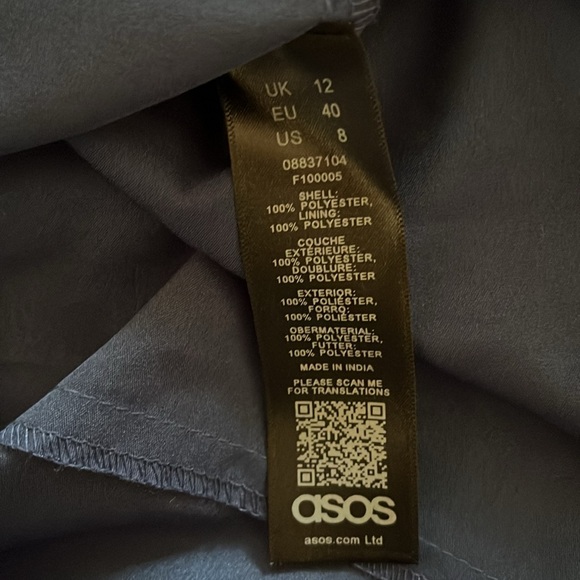 UK 12
EU 40
US 8
08837104
F100005
SHELL:
100% POLYESTER,
LINING:
100% POLYESTER
COUCHE
EXTÉRIEURE:
100% POLYESTER,
DOUBLURE:
100% POLYESTER
EXTERIOR:
100% POLIÉSTER,
FORRO:
100% POLIÉSTER
OBERMATERIAL:
100% POLYESTER,
FUTTER:
100% POLYESTER
MADE IN INDIA
PLEASE SCAN ME
FOR TRANSLATIONS
asos
asos.com Ltd